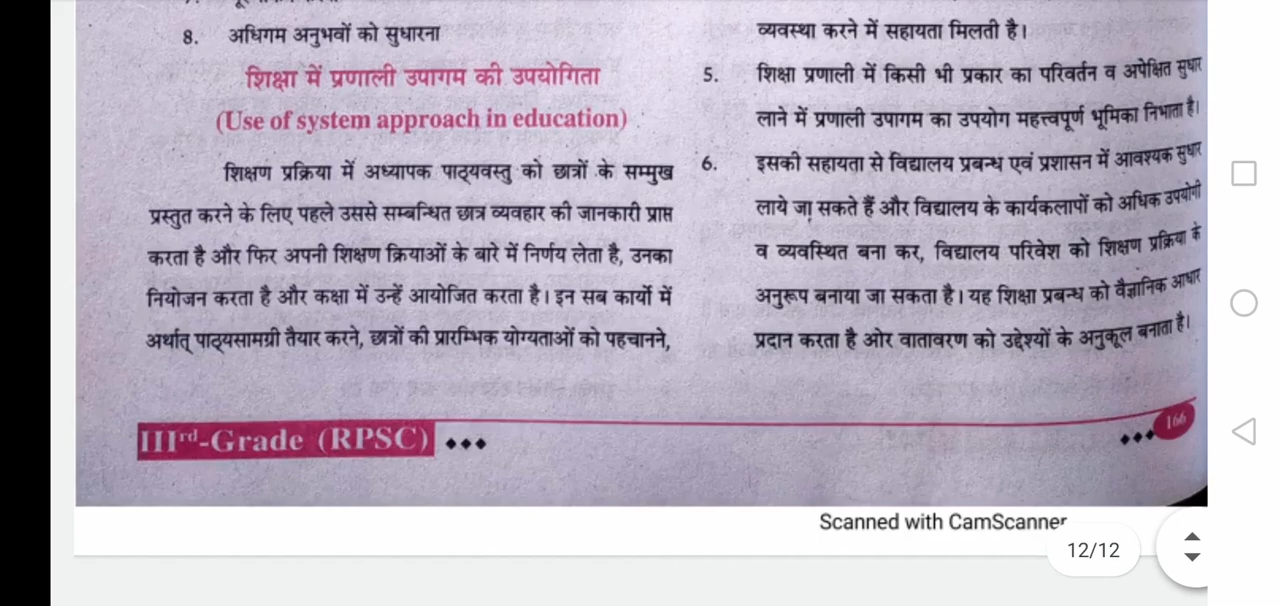 8. अधिगम अनुभवों को सुधारना
शिक्षा में प्रणाली उपागम की उपयोगिता
(Use of system approach in education)
शिक्षण प्रक्रिया में अध्यापक पाठ्यवस्तु को छात्रों के सम्मुख
प्रस्तुत करने के लिए पहले उससे सम्बन्धित छात्र व्यवहार की जानकारी प्राप्त
करता है और फिर अपनी शिक्षण क्रियाओं के बारे में निर्णय लेता है, उनका
नियोजन करता है और कक्षा में उन्हें आयोजित करता है। इन सब कार्यो में
अर्थात् पाठ्यसामग्री तैयार करने, छात्रों की प्रारम्भिक योग्यताओं को पहचानने,
व्यवस्था करने में सहायता मिलती है।
5. शिक्षा प्रणाली में किसी भी प्रकार का परिवर्तन व अपेक्षित सुधार
लाने में प्रणाली उपागम का उपयोग महत्त्वपूर्ण भूमिका निभाता है।
6. इसकी सहायता से विद्यालय प्रबन्ध एवं प्रशासन में आवश्यक सुधार
लाये जा सकते हैं और विद्यालय के कार्यकलापों को अधिक उपयोगी
व व्यवस्थित बना कर, विद्यालय परिवेश को शिक्षण प्रक्रिया के
अनुरूप बनाया जा सकता है। यह शिक्षा प्रबन्ध को वैज्ञानिक आधार
प्रदान करता है ओर वातावरण को उद्देश्यों के अनुकूल बनाता है।
IIIrd-Grade (RPSC)
166
Scanned with CamScanner
12/12